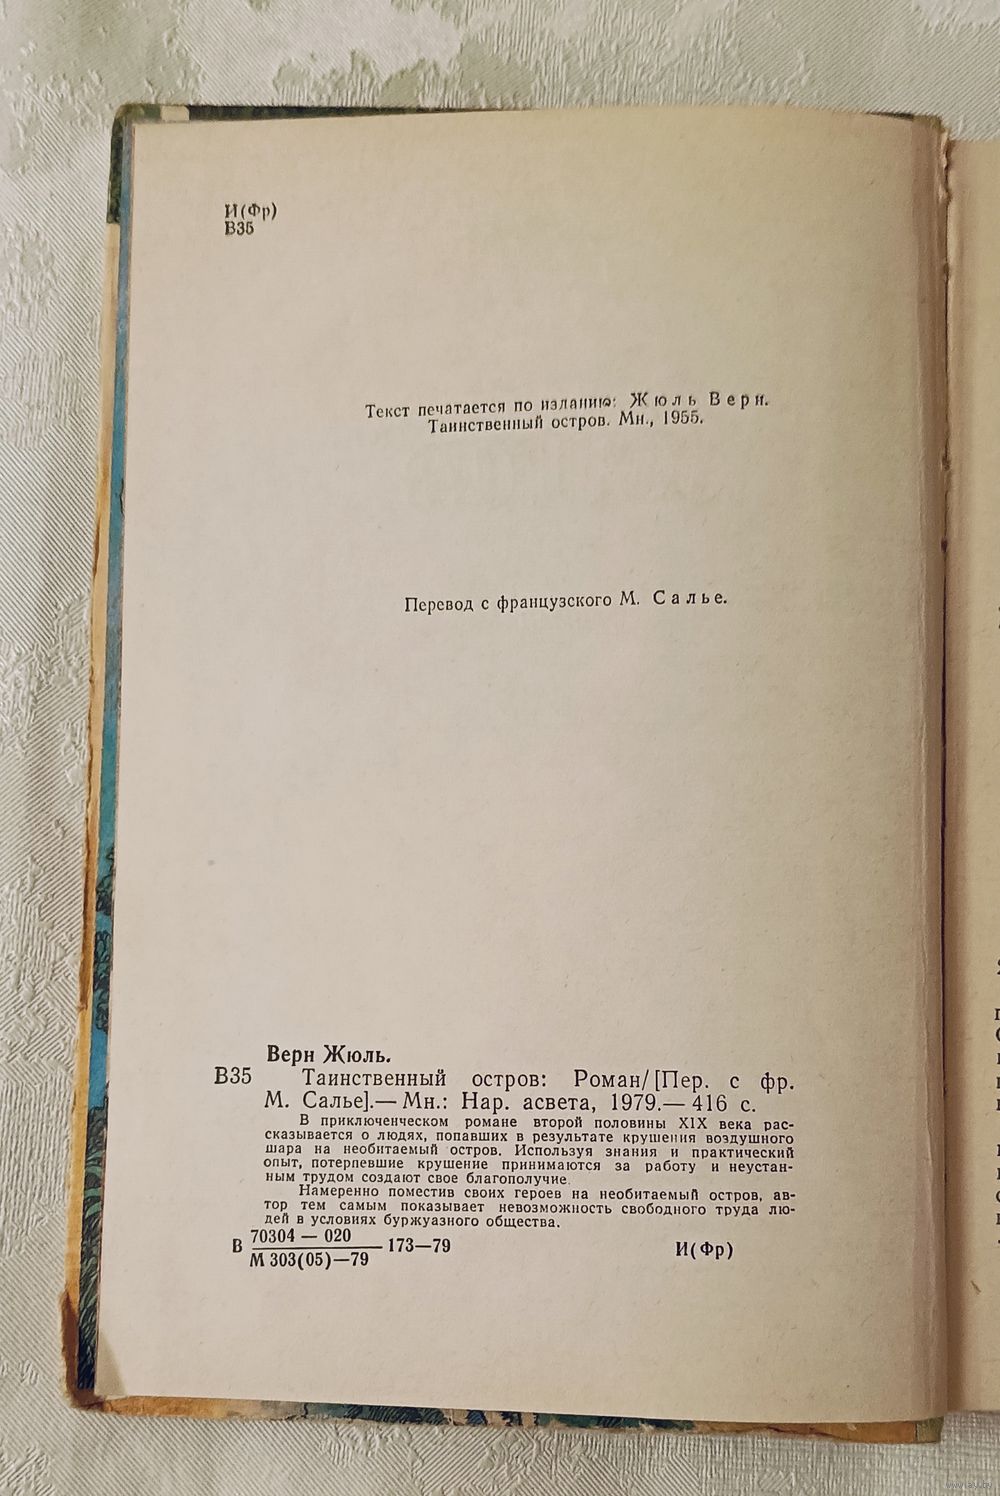 И(Фр)
В35
Текст печатается по изданию: Жюль Верн.
Таинственный остров. Мн., 1955.
Перевод с французского М. Салье.
Верн Жюль.
В35 Таинственный остров: Роман/[Пер. с фр.
М. Салье].— Мн.: Нар. асвета, 1979.— 416 с.
В приключенческом романе второй половины XIX века рас-
сказывается о людях, попавших в результате крушения воздушного
шара на необитаемый остров. Используя знания и практический
опыт, потерпевшие крушение принимаются за работу и неустан-
ным трудом создают свое благополучие.
Намеренно поместив своих героев на необитаемый остров, ав-
тор тем самым показывает невозможность свободного труда лю-
дей в условиях буржуазного общества.
70304 — 020
В 173—79 И(Фр)
М 303(05)—79